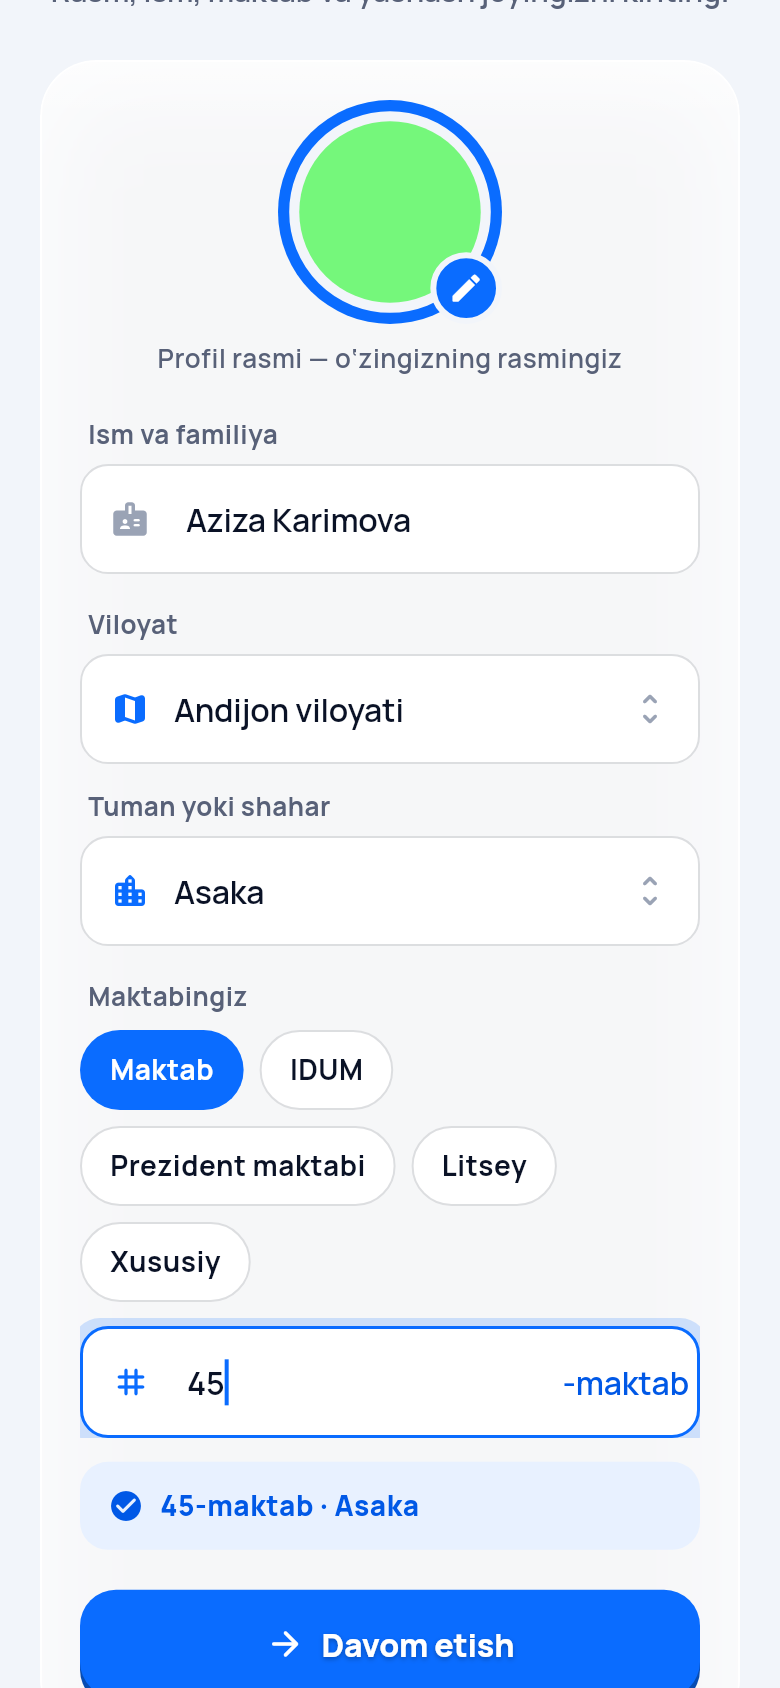 Profil rasmi — o‘zingizning rasmingiz
Ism va familiya
Aziza Karimova
Viloyat
Andijon viloyati
Tuman yoki shahar
Asaka
Maktabingiz
Maktab IDUM
Prezident maktabi Litsey
Xususiy
45 -maktab
45-maktab · Asaka
Davom etish